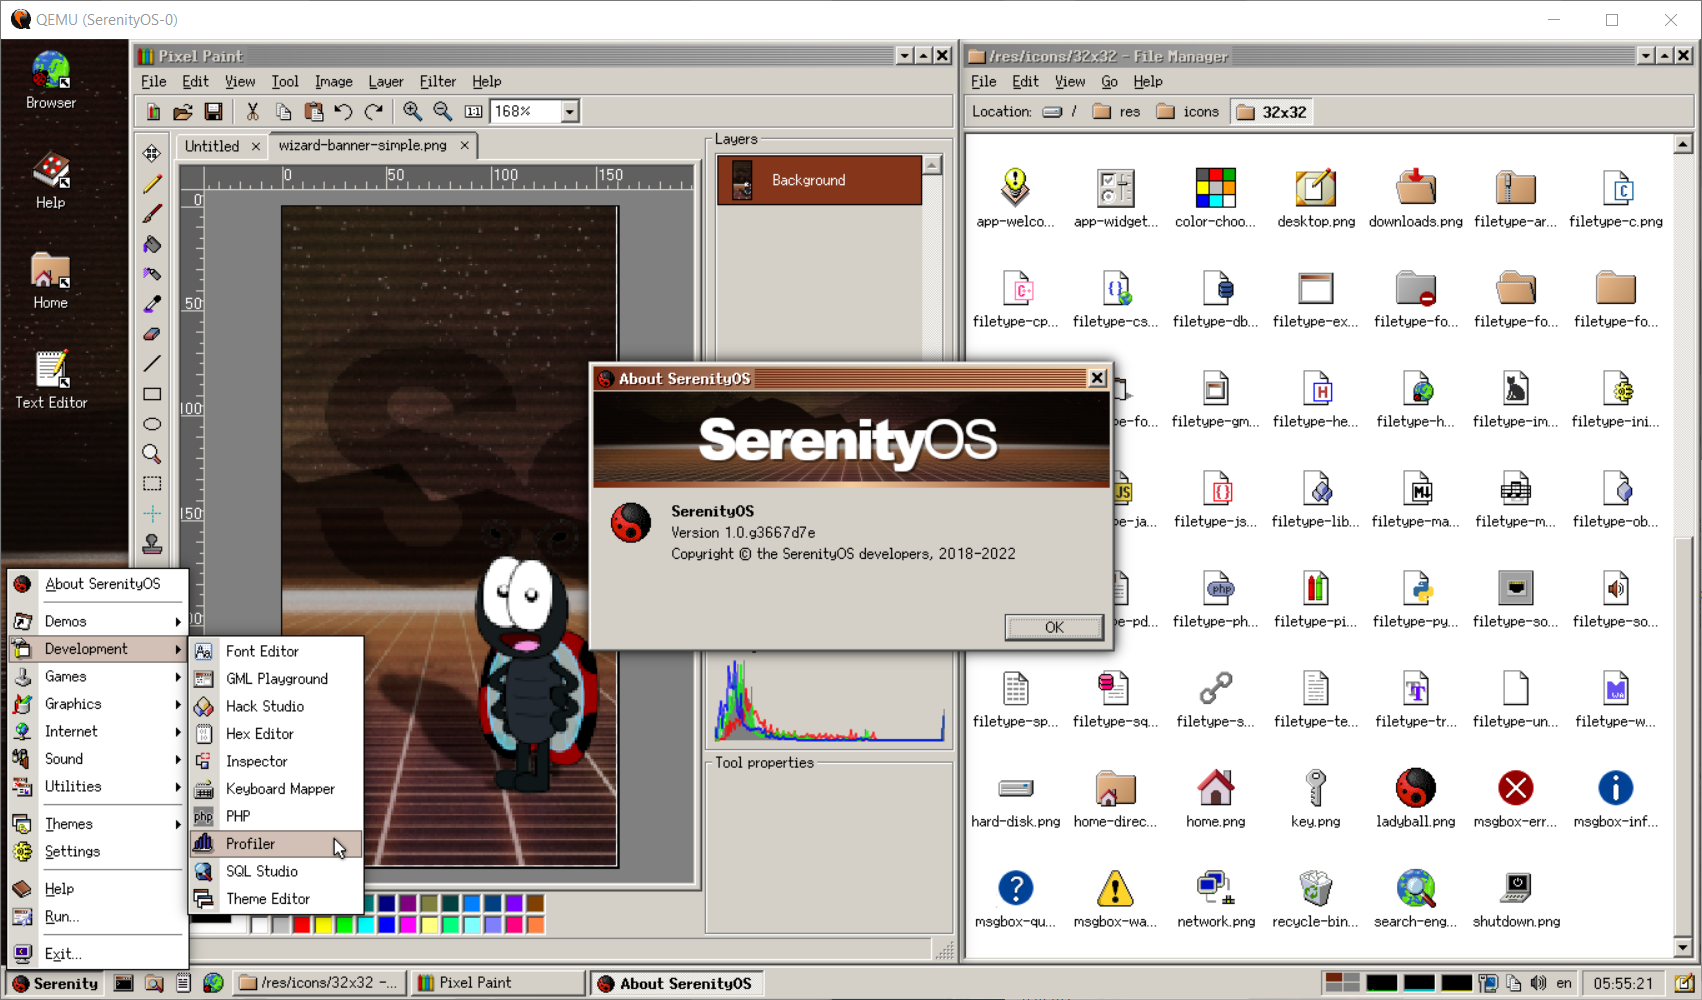 QEMU (SerenityOS-0)
Browser
Help
Home
Text Editor
Pixel Paint
File Edit View Tool Image Layer Filter Help
1:1 168%
Untitled
wizard-banner-simple.png
0 50 100 150
0
50
100
150
Layers
Background
Tool properties
/res/icons/32x32 - File Manager
File Edit View Go Help
Location: / res icons 32x32
app-welco... app-widget... color-choo... desktop.png downloads.png filetype-ar... filetype-c.png
filetype-cp... filetype-cs... filetype-db... filetype-ex... filetype-fo... filetype-fo... filetype-fo...
filetype-gm... filetype-he... filetype-h... filetype-im... filetype-ini...
filetype-js... filetype-lib... filetype-ma... filetype-m... filetype-ob...
filetype-ph... filetype-pi... filetype-py... filetype-so... filetype-so...
filetype-sp... filetype-sq... filetype-s... filetype-te... filetype-tr... filetype-un... filetype-w...
hard-disk.png home-direc... home.png key.png ladyball.png msgbox-err... msgbox-inf...
msgbox-qu... msgbox-wa... network.png recycle-bin... search-eng... shutdown.png
About SerenityOS
SerenityOS
SerenityOS
Version 1.0.g3667d7e
Copyright © the SerenityOS developers, 2018-2022
OK
About SerenityOS
Demos
Development
Games
Graphics
Internet
Sound
Utilities
Themes
Settings
Help
Run...
Exit...
Font Editor
GML Playground
Hack Studio
Hex Editor
Inspector
Keyboard Mapper
php PHP
Profiler
SQL Studio
Theme Editor
Serenity
/res/icons/32x32 -...
Pixel Paint
About SerenityOS
en
05:55:21